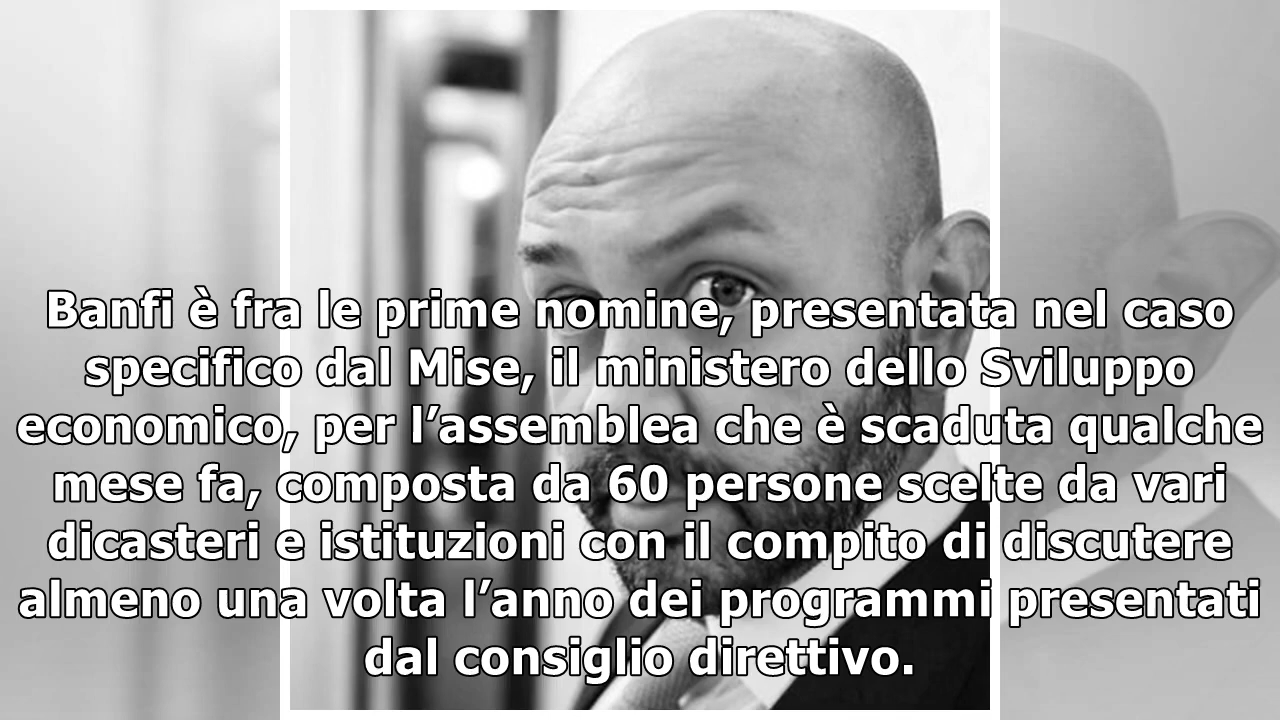 Banfi è fra le prime nomine, presentata nel caso
specifico dal Mise, il ministero dello Sviluppo
economico, per l’assemblea che è scaduta qualche
mese fa, composta da 60 persone scelte da vari
dicasteri e istituzioni con il compito di discutere
almeno una volta l’anno dei programmi presentati
dal consiglio direttivo.